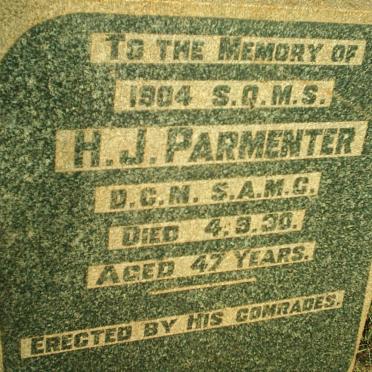 TO THE MEMORY OF
1904 S.Q.M.S.
H.J. PARMENTER
D.C.M. S.A.M.C.
DIED 4.9.30.
AGED 47 YEARS.
ERECTED BY HIS COMRADES.